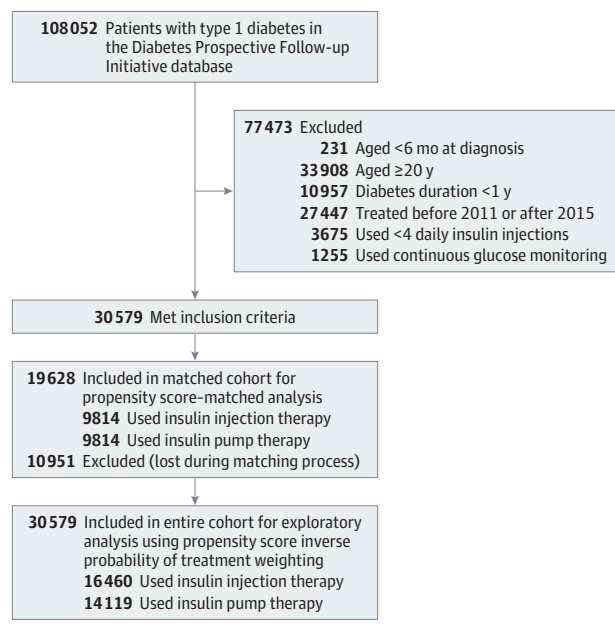 108052 Patients with type 1 diabetes in
the Diabetes Prospective Follow-up
Initiative database
77473 Excluded
231 Aged <6 mo at diagnosis
33908 Aged ≥20 y
10957 Diabetes duration <1 y
27447 Treated before 2011 or after 2015
3675 Used <4 daily insulin injections
1255 Used continuous glucose monitoring
30579 Met inclusion criteria
19628 Included in matched cohort for
propensity score–matched analysis
9814 Used insulin injection therapy
9814 Used insulin pump therapy
10951 Excluded (lost during matching process)
30579 Included in entire cohort for exploratory
analysis using propensity score inverse
probability of treatment weighting
16460 Used insulin injection therapy
14119 Used insulin pump therapy